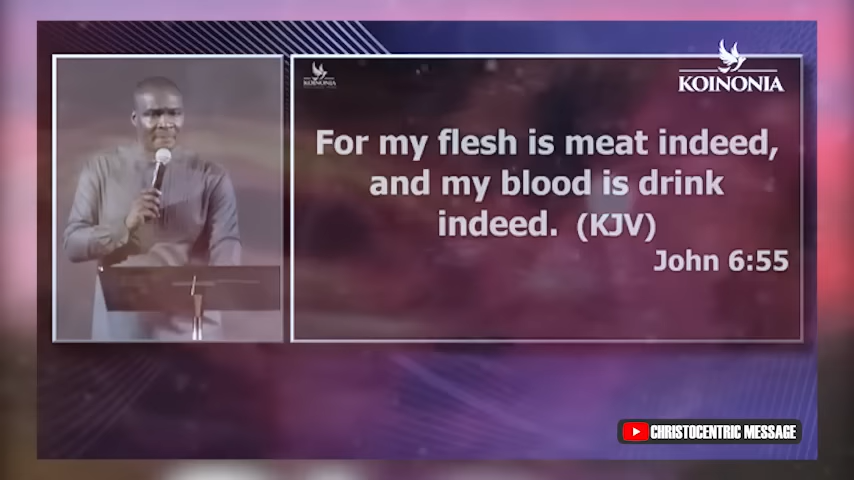 KOINONIA
KOINONIA
For my flesh is meat indeed,
and my blood is drink
indeed. (KJV)
John 6:55
CHRISTOCENTRIC MESSAGE